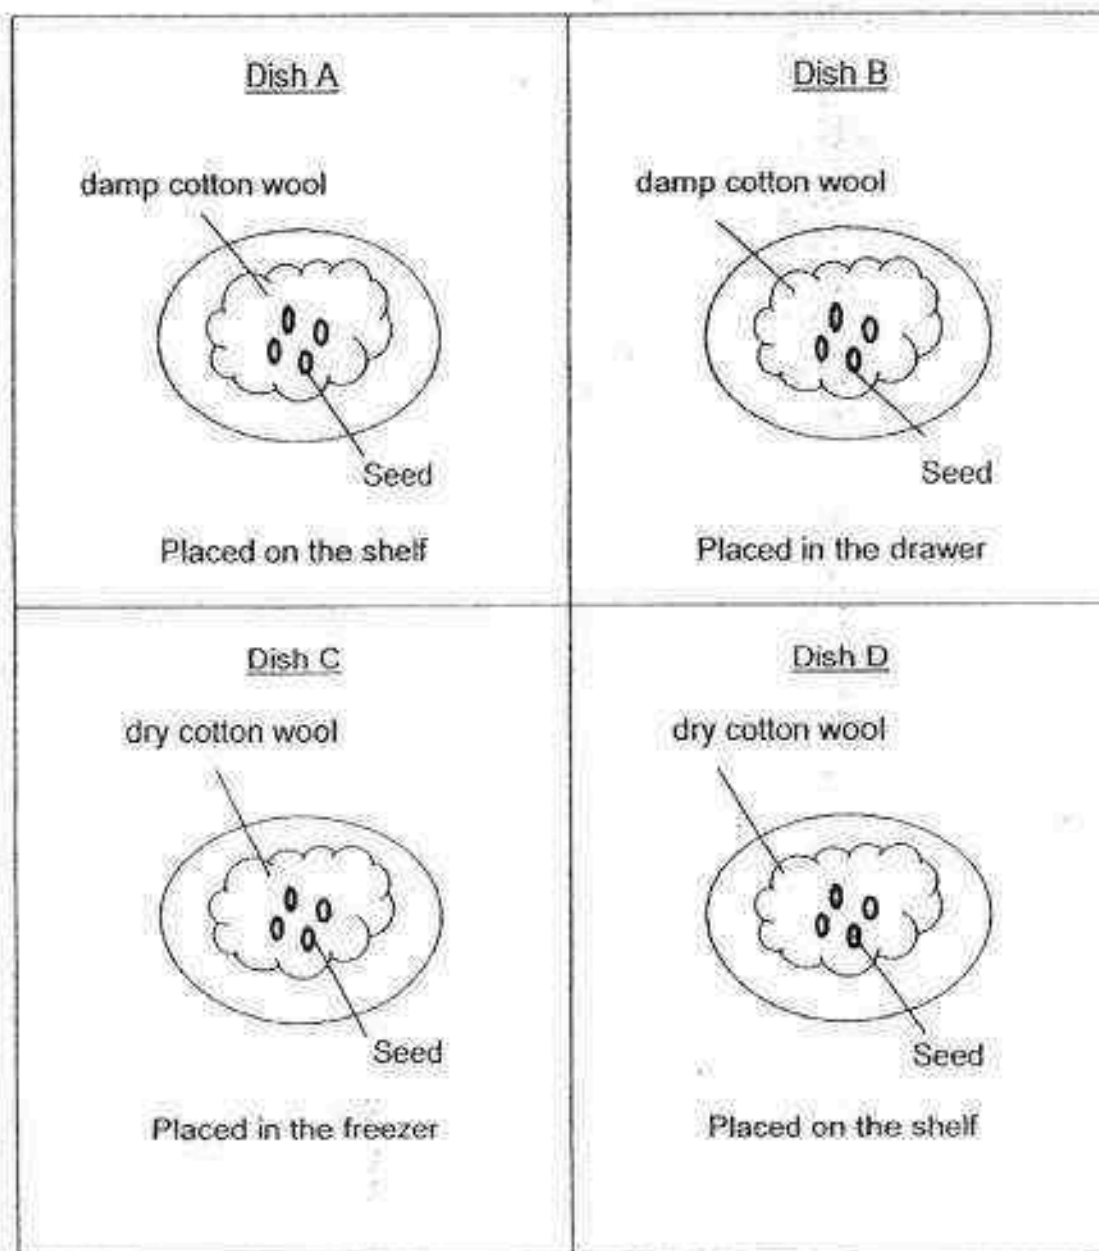 Dish A
damp cotton wool
Seed
Placed on the shelf
Dish B
damp cotton wool
Seed
Placed in the drawer
Dish C
dry cotton wool
Seed
Placed in the freezer
Dish D
dry cotton wool
Seed
Placed on the shelf